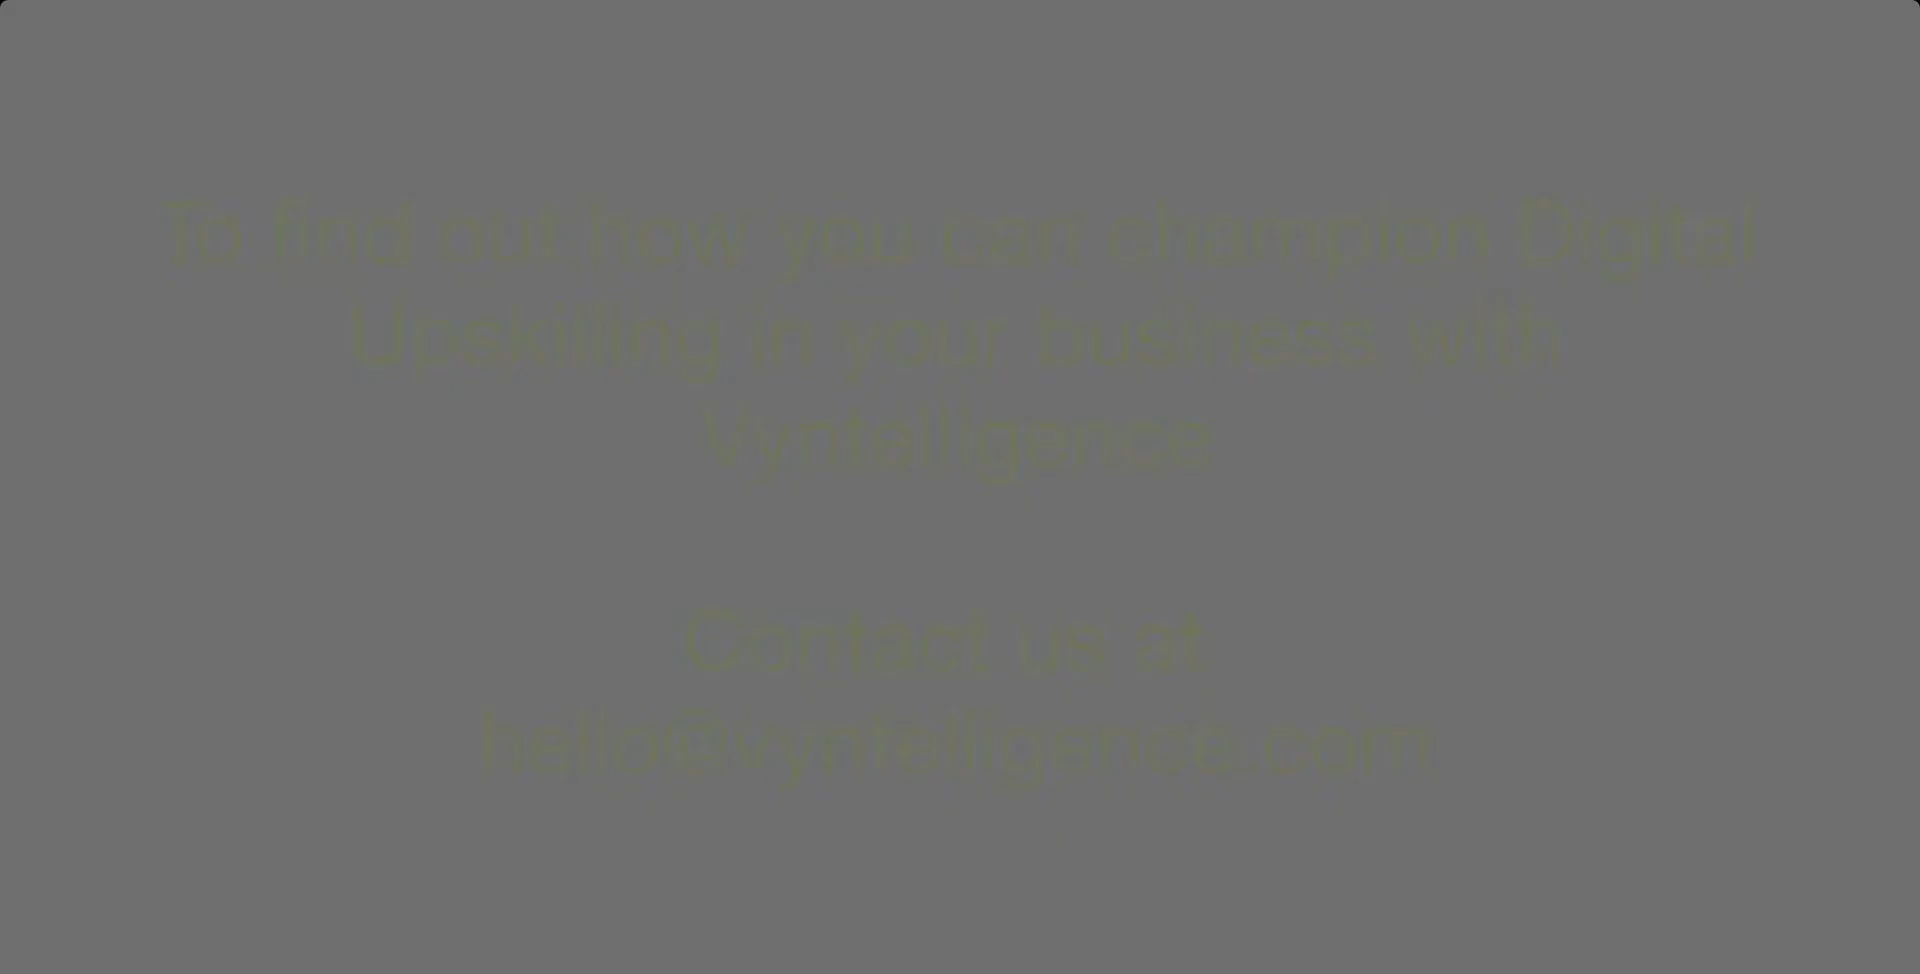 To find out how you can champion Digital
Upskilling in your business with
Vyntelligence
Contact us at
hello@vyntelligence.com